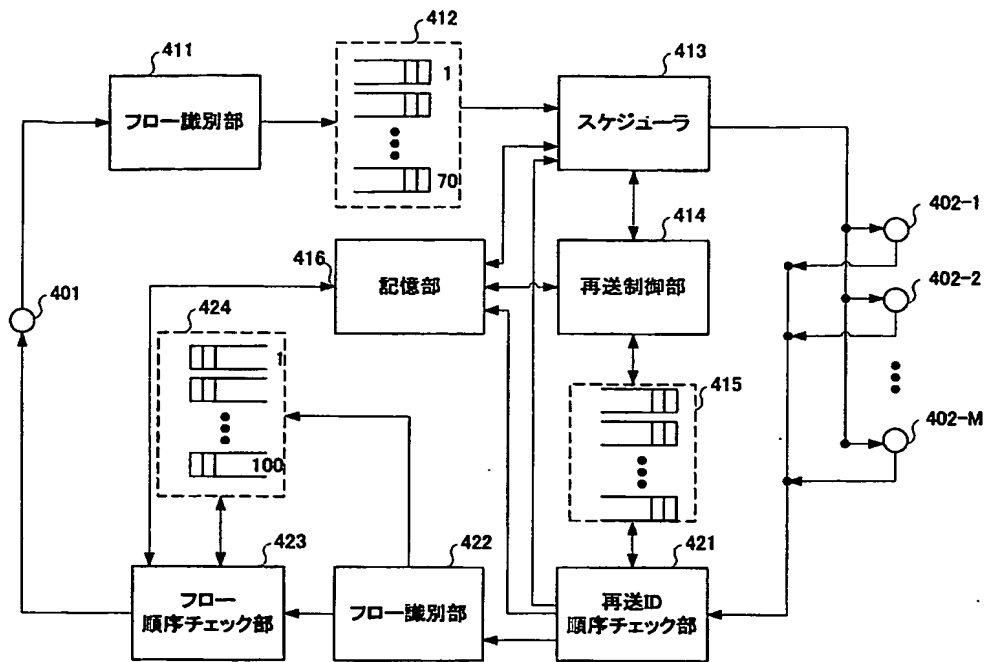 412
411
1
70
フロー識別部
413
スケジューラ
402-1
414
416
記憶部
再送制御部
401
402-2
424
1
100
415
402-M
423
422
421
フロー
順序チェック部
フロー識別部
再送ID
順序チェック部